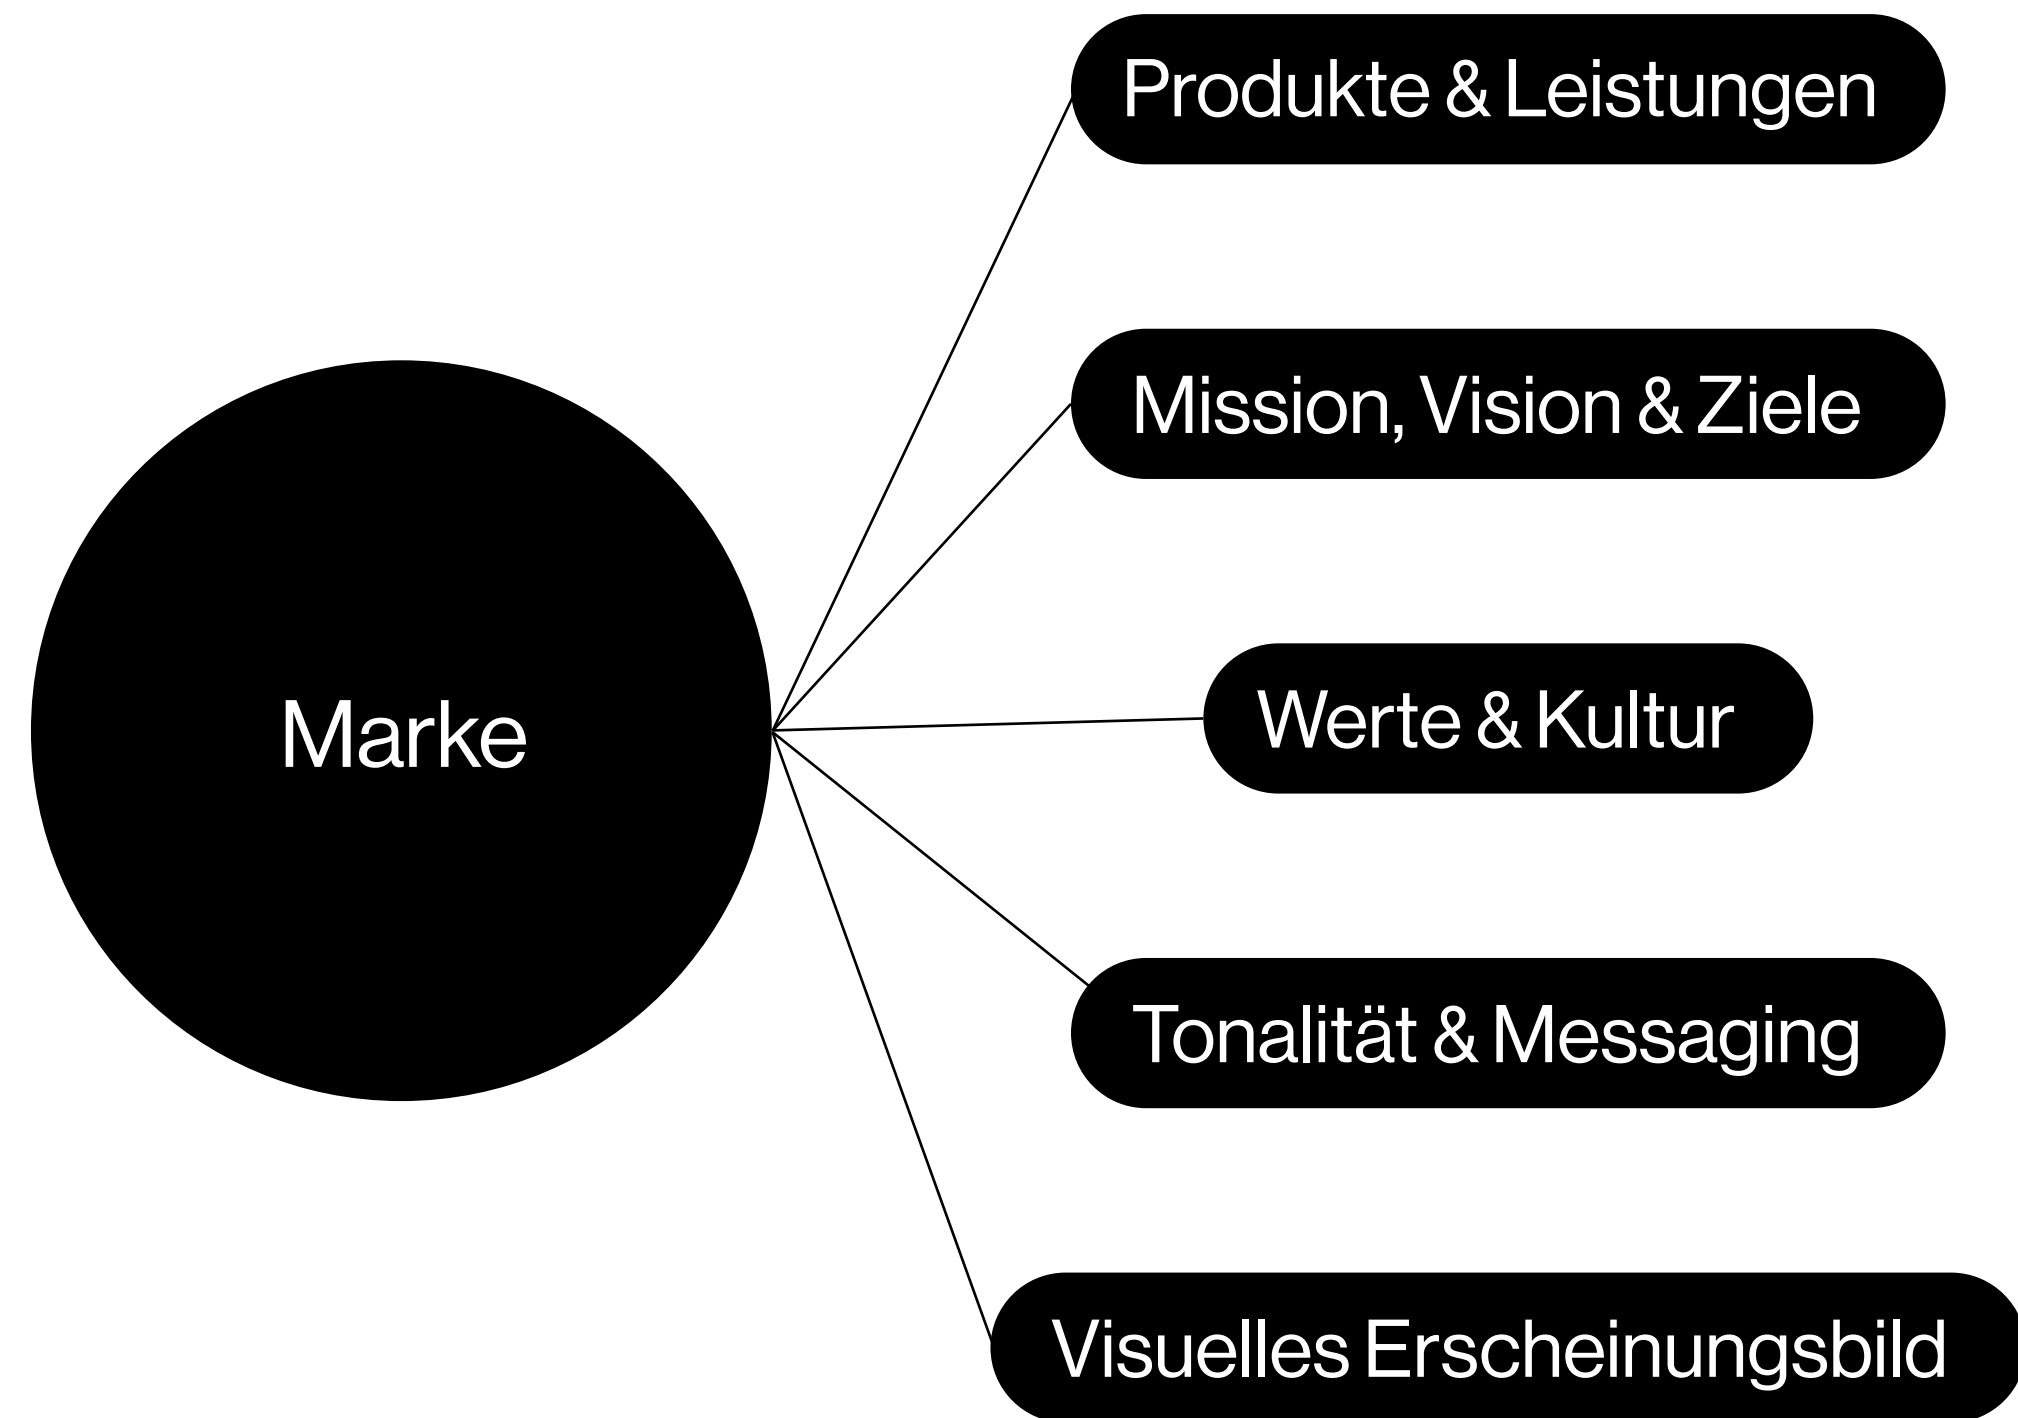 Produkte & Leistungen
Mission, Vision & Ziele
Marke
Werte & Kultur
Tonalität & Messaging
Visuelles Erscheinungsbild